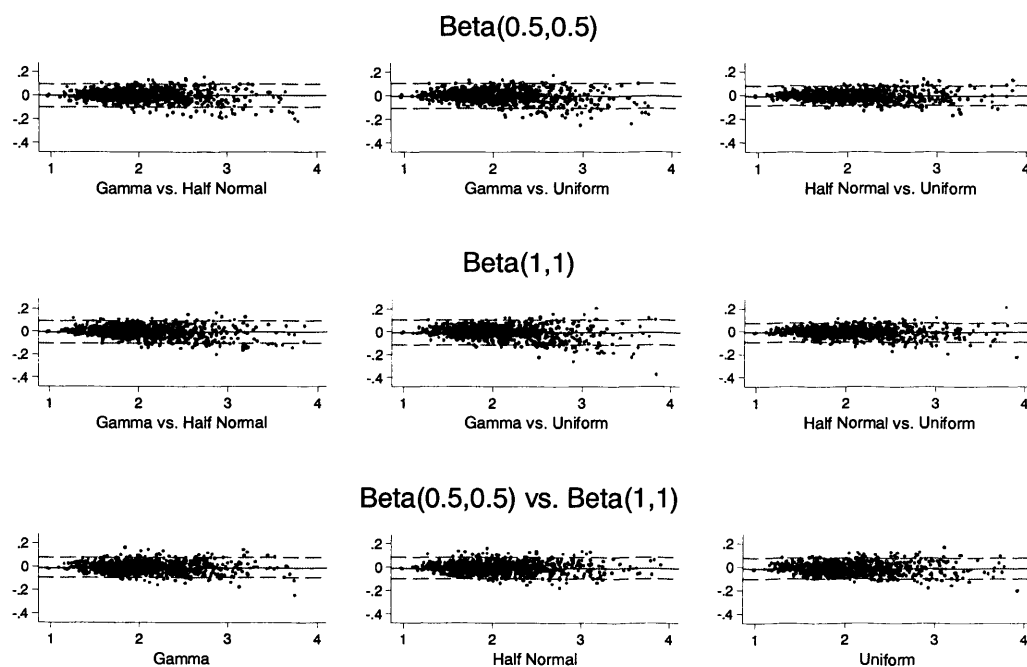 Beta(0.5,0.5)
.2
0
-.2
-.4
1 2 3 4
Gamma vs. Half Normal
.2
0
-.2
-.4
1 2 3 4
Gamma vs. Uniform
.2
0
-.2
-.4
1 2 3 4
Half Normal vs. Uniform
Beta(1,1)
.2
0
-.2
-.4
1 2 3 4
Gamma vs. Half Normal
.2
0
-.2
-.4
1 2 3 4
Gamma vs. Uniform
.2
0
-.2
-.4
1 2 3 4
Half Normal vs. Uniform
Beta(0.5,0.5) vs. Beta(1,1)
.2
0
-.2
-.4
1 2 3 4
Gamma
.2
0
-.2
-.4
1 2 3 4
Half Normal
.2
0
-.2
-.4
1 2 3 4
Uniform